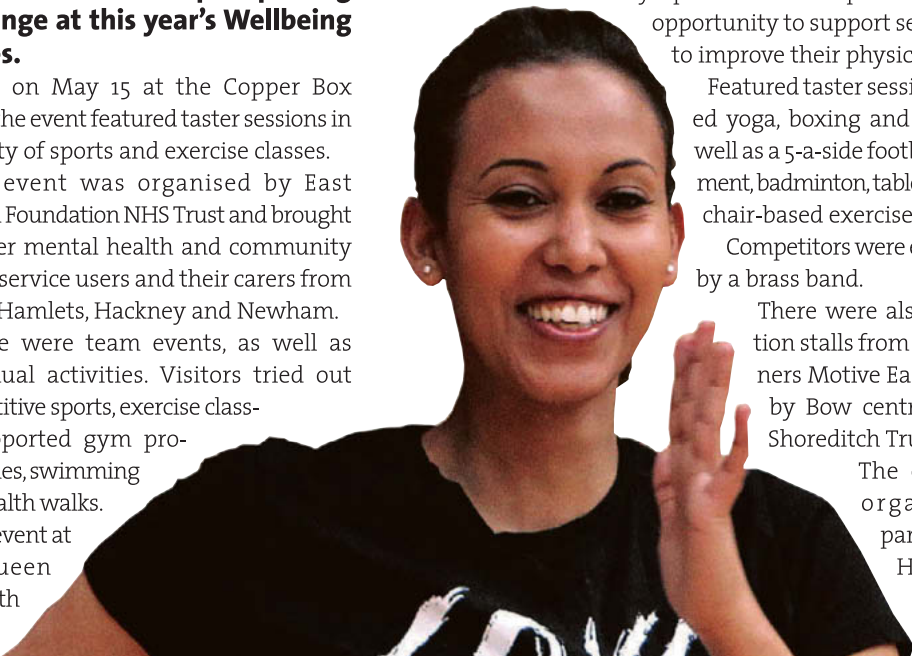 nge at this year's Wellbeing
es.
on May 15 at the Copper Box
he event featured taster sessions in
ty of sports and exercise classes.
event was organised by East
Foundation NHS Trust and brought
er mental health and community
service users and their carers from
Hamlets, Hackney and Newham.
e were team events, as well as
ual activities. Visitors tried out
titive sports, exercise class-
pported gym pro-
es, swimming
alth walks.
event at
ueen
th
opportunity to support se
to improve their physic
Featured taster sessi
ed yoga, boxing and
well as a 5-a-side footb
ment, badminton, table
chair-based exercise
Competitors were e
by a brass band.
There were als
tion stalls from
ners Motive Ea
by Bow centr
Shoreditch Tru
The
orga
par
H